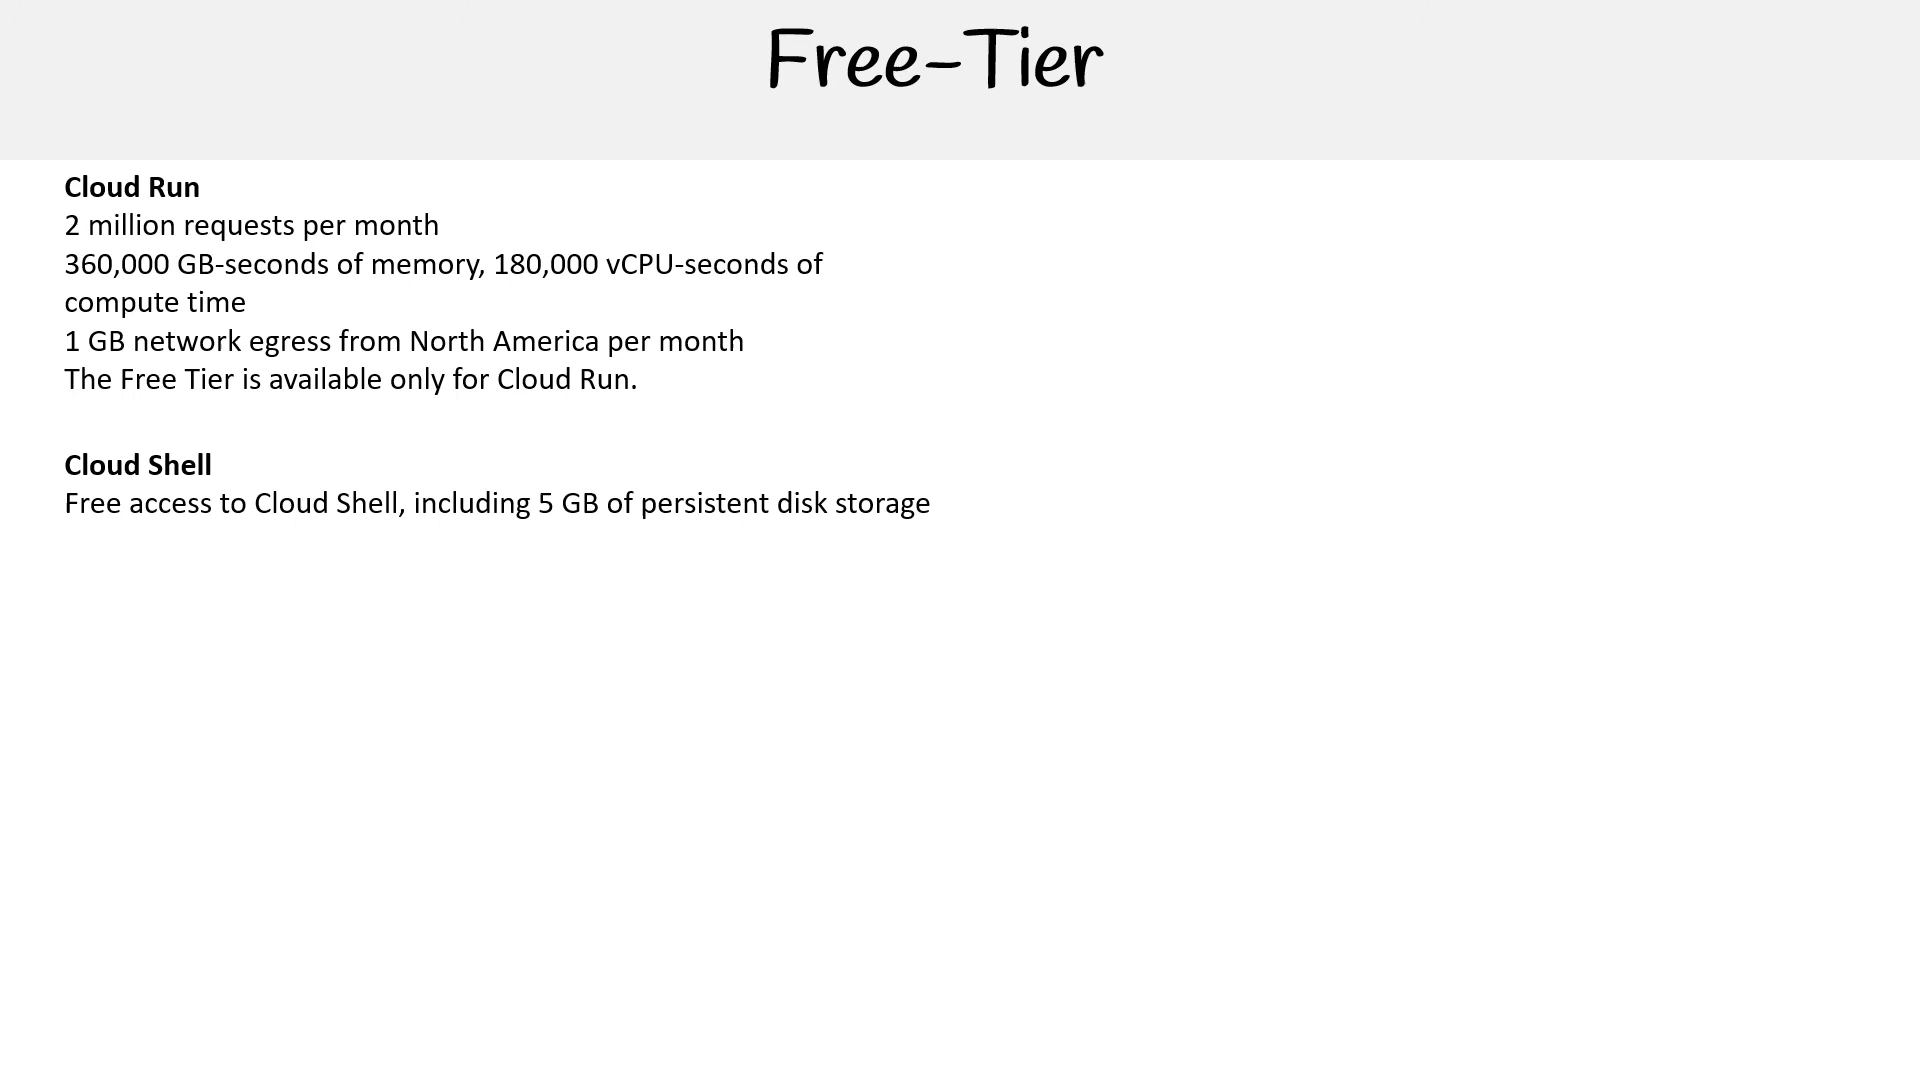 Free-Tier
Cloud Run
2 million requests per month
360,000 GB-seconds of memory, 180,000 vCPU-seconds of
compute time
1 GB network egress from North America per month
The Free Tier is available only for Cloud Run.
Cloud Shell
Free access to Cloud Shell, including 5 GB of persistent disk storage